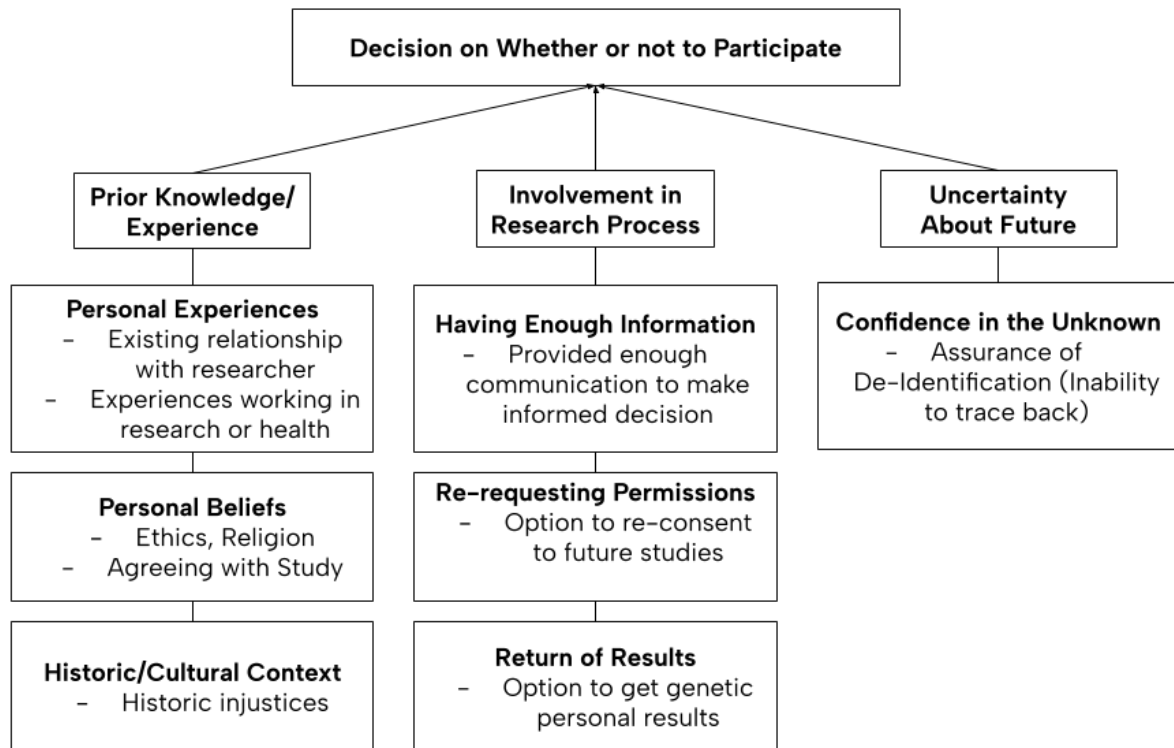 Decision on Whether or not to Participate
Prior Knowledge/
Experience
Personal Experiences
- Existing relationship
with researcher
- Experiences working in
research or health
Personal Beliefs
- Ethics, Religion
- Agreeing with Study
Historic/Cultural Context
- Historic injustices
Involvement in
Research Process
Having Enough Information
- Provided enough
communication to make
informed decision
Re-requesting Permissions
- Option to re-consent
to future studies
Return of Results
- Option to get genetic
personal results
Uncertainty
About Future
Confidence in the Unknown
- Assurance of
De-Identification (Inability
to trace back)